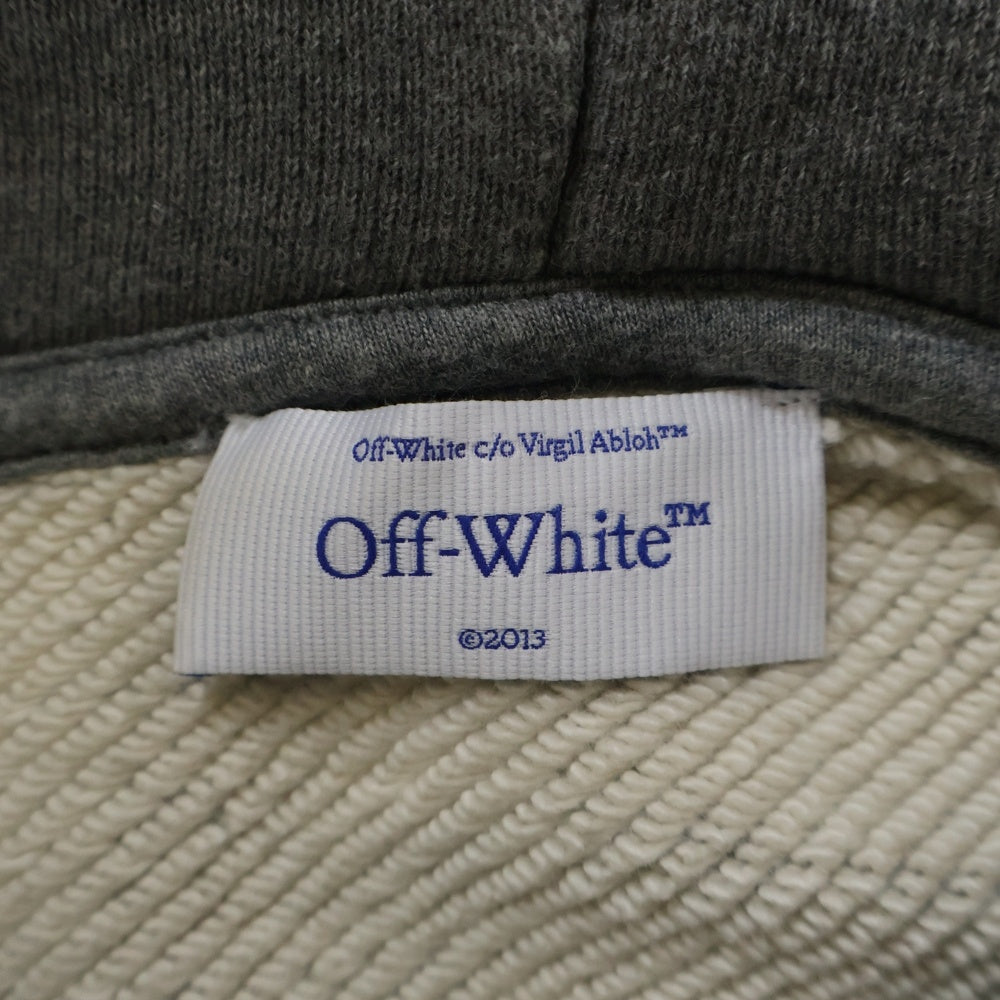 Off-White c/o Virgil Abloh™
Off-White™
©2013